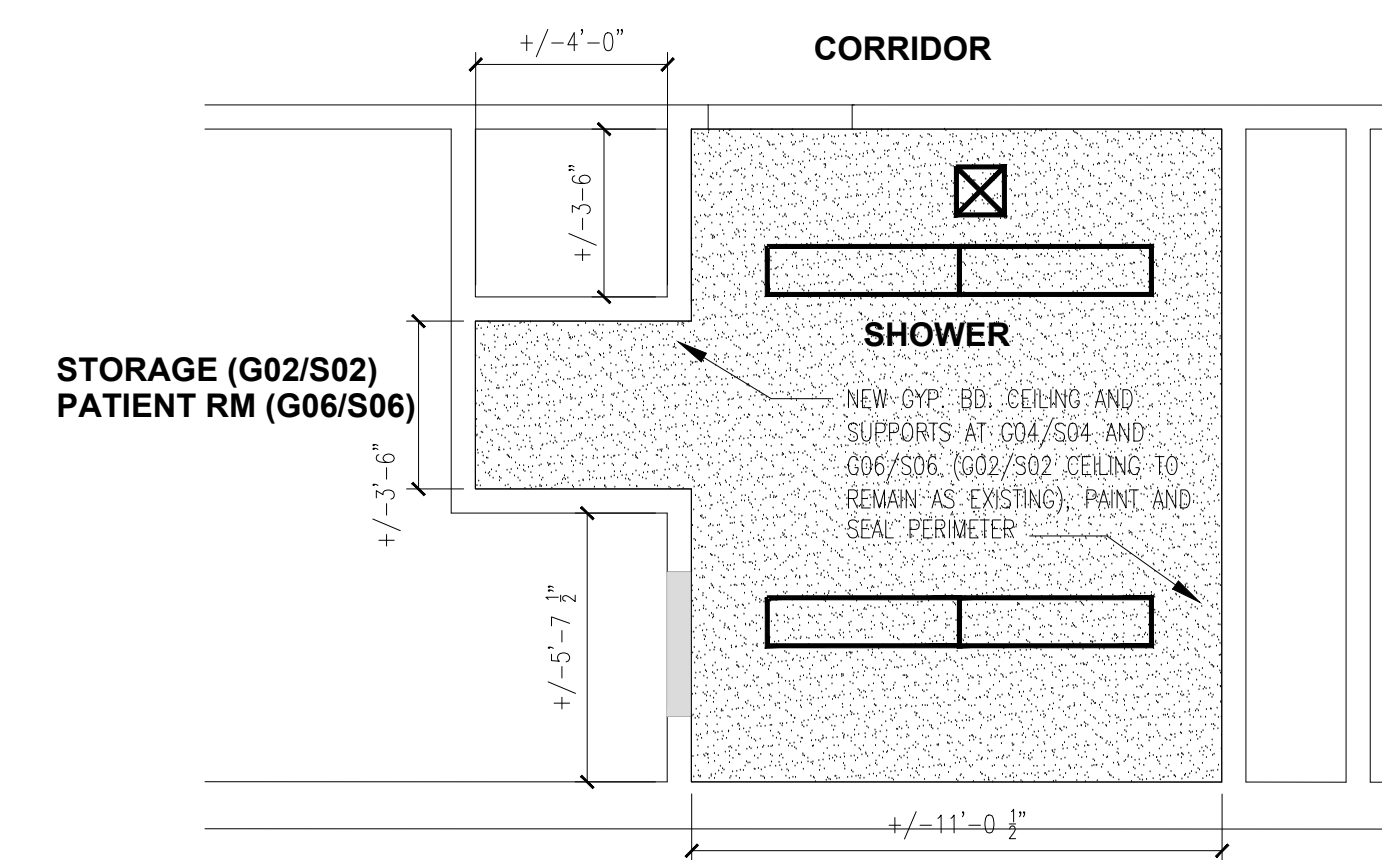 +/-4'-0"
CORRIDOR
+/-3-6"
SHOWER
STORAGE (G02/S02)
PATIENT RM (G06/S06)
+/-3'-6"
NEW GYP. BD. CEILING AND
SUPPORTS AT G04/S04 AND
G06/S06 (G02/S02 CEILING TO
REMAIN AS EXISTING), PAINT AND
SEAL PERIMETER
+/-5'-7 1/2"
+/-11'-0 1/2"